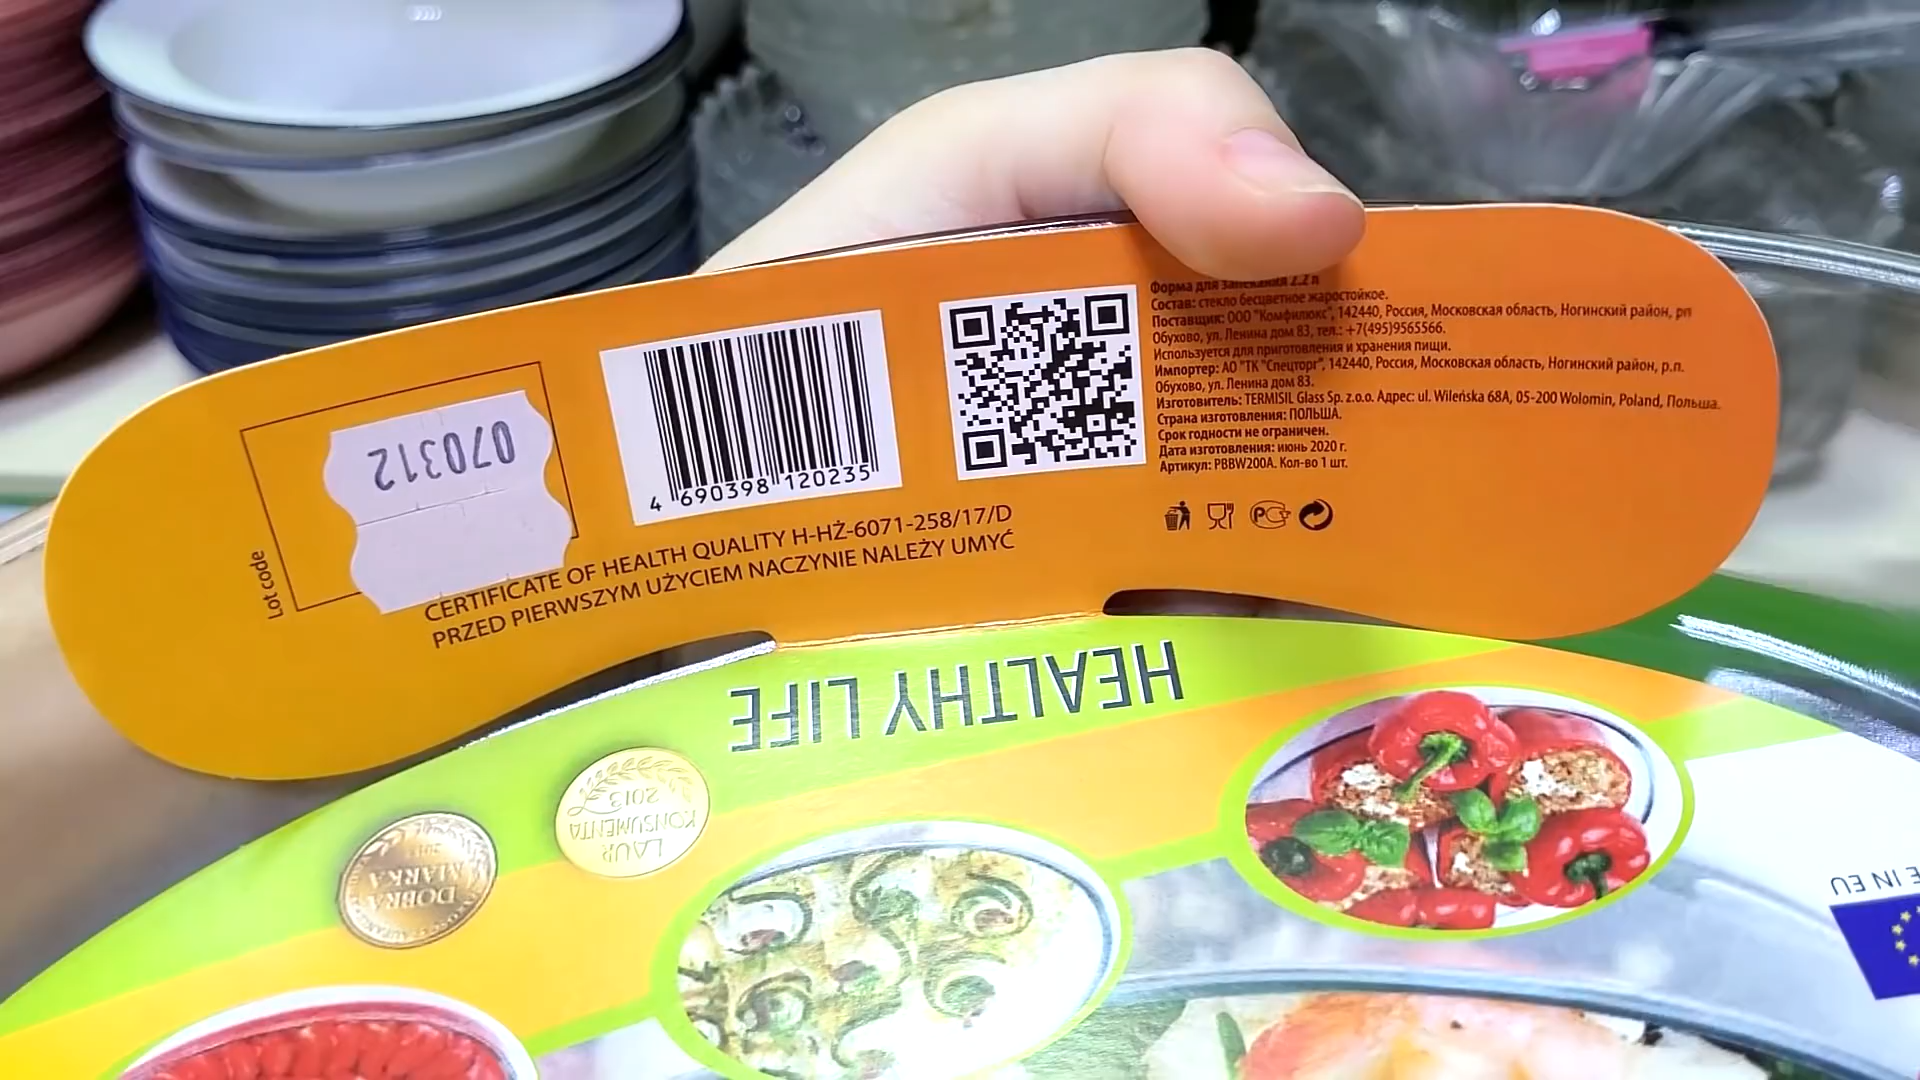 Форма для запекания 2.2 л
Состав: стекло бесцветное жаростойкое.
Поставщик: ООО "Комфилюкс", 142440, Россия, Московская область, Ногинский район, рп
Обухово, ул. Ленина дом 83, тел.: +7(495)9565566.
Используется для приготовления и хранения пищи.
Импортер: АО "ТК "Спецторг", 142440, Россия, Московская область, Ногинский район, р.п.
Обухово, ул. Ленина дом 83.
Изготовитель: TERMISIL Glass Sp. z.o.o. Адрес: ul. Wileńska 68A, 05-200 Wolomin, Poland, Польша.
Страна изготовления: ПОЛЬША.
Срок годности не ограничен.
Дата изготовления: июнь 2020 г.
Артикул: PBBW200A. Кол-во 1 шт.
070312
4 690398 120235
Lot code
CERTIFICATE OF HEALTH QUALITY H-HŻ-6071-258/17/D
PRZED PIERWSZYM UŻYCIEM NACZYNIE NALEŻY UMYĆ
HEALTHY LIFE
LAUR
KONSUMENTA
2013
DOBRA
MARKA
E IN EU